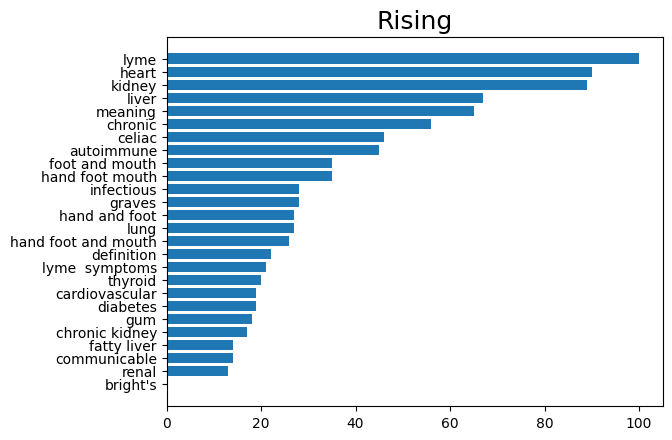 Rising
lyme
heart
kidney
liver
meaning
chronic
celiac
autoimmune
foot and mouth
hand foot mouth
infectious
graves
hand and foot
lung
hand foot and mouth
definition
lyme  symptoms
thyroid
cardiovascular
diabetes
gum
chronic kidney
fatty liver
communicable
renal
bright's
0 20 40 60 80 100